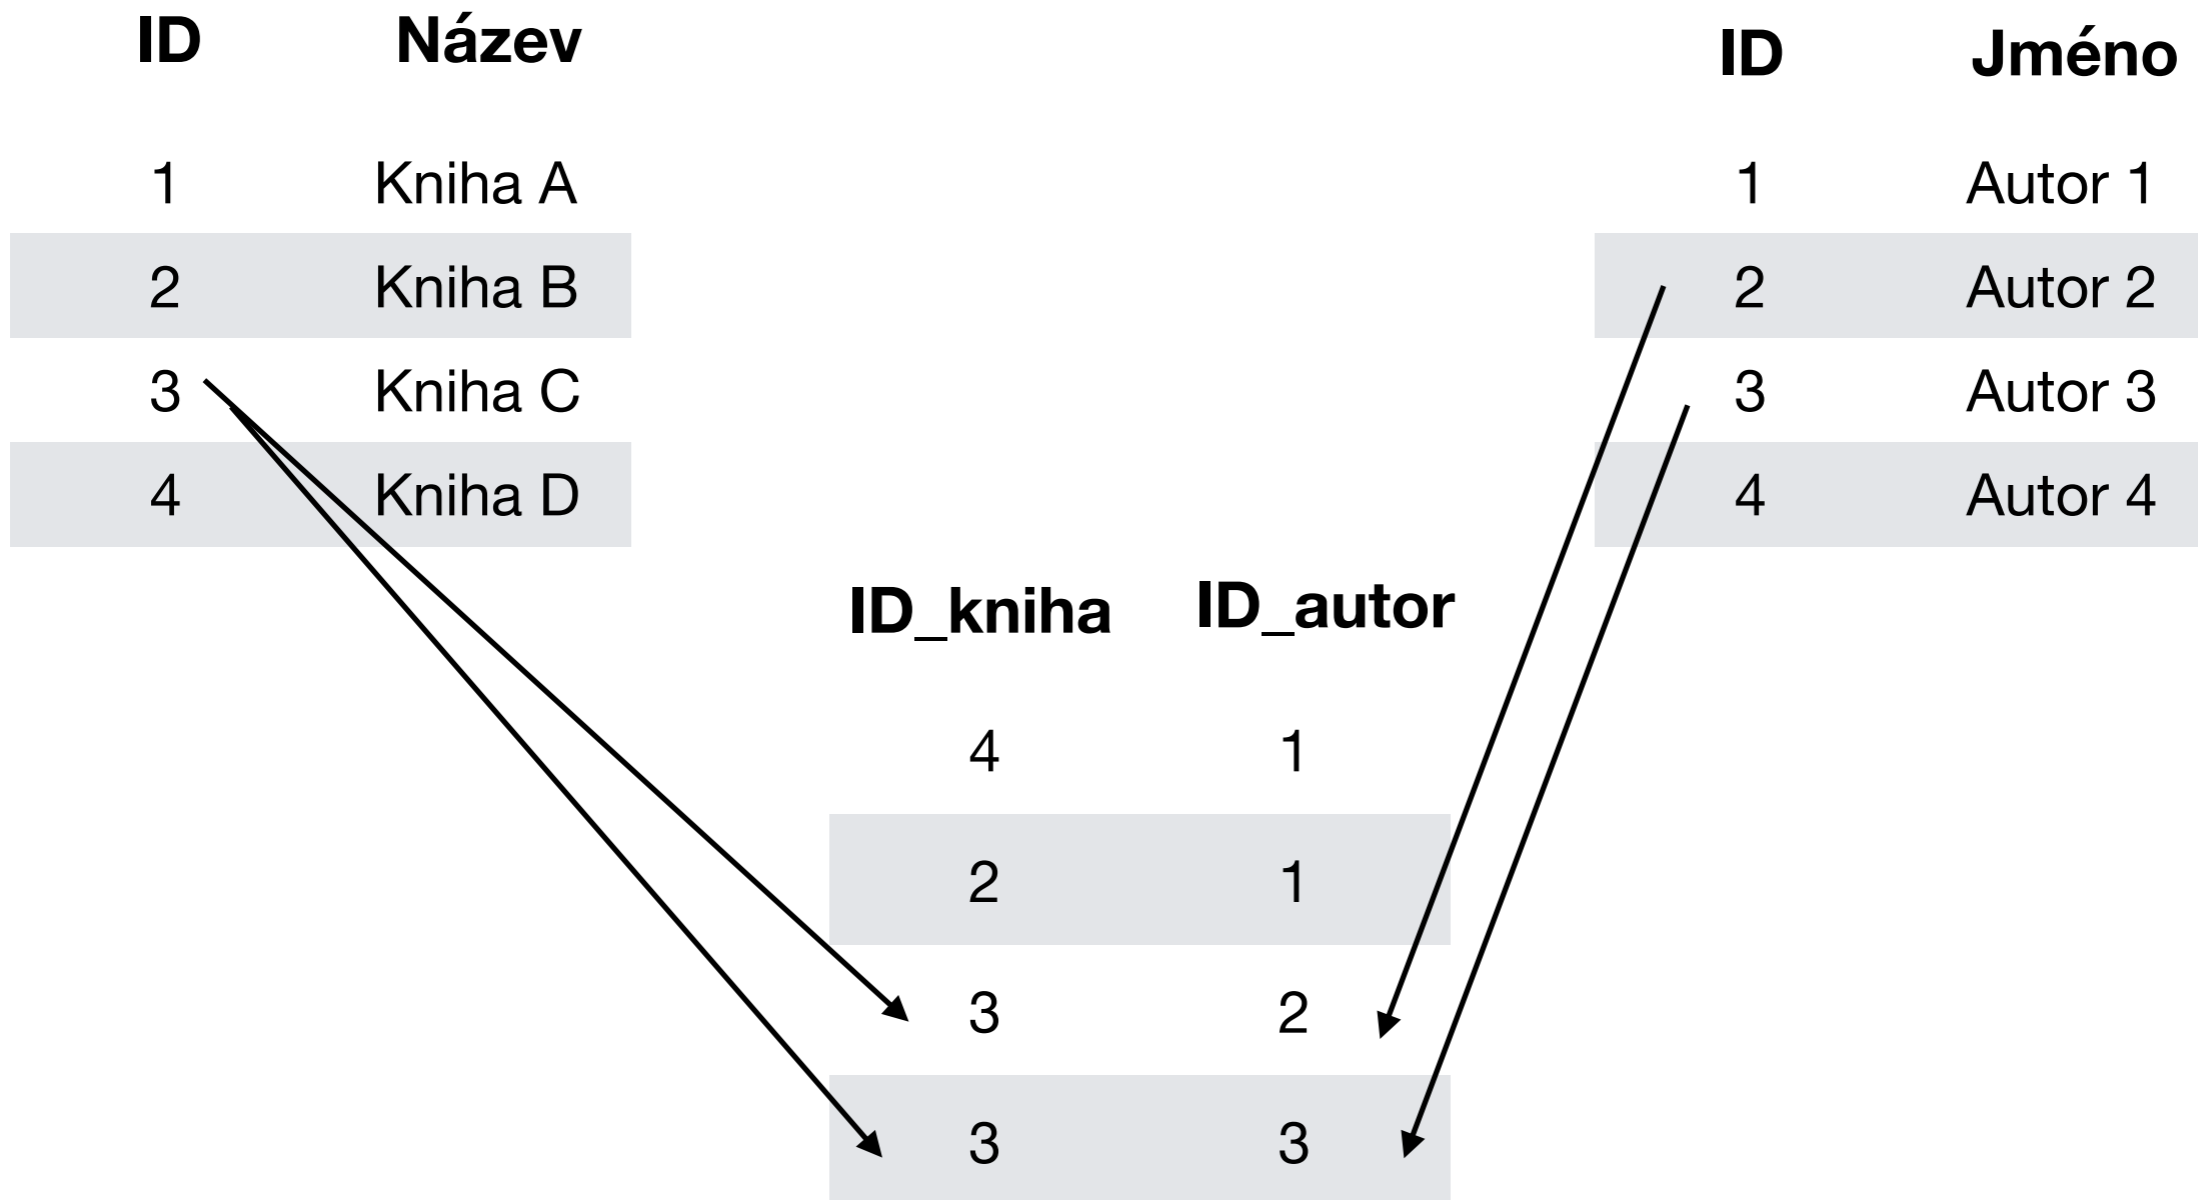 ID Název
1 Kniha A
2 Kniha B
3 Kniha C
4 Kniha D
ID Jméno
1 Autor 1
2 Autor 2
3 Autor 3
4 Autor 4
ID_kniha ID_autor
4 1
2 1
3 2
3 3